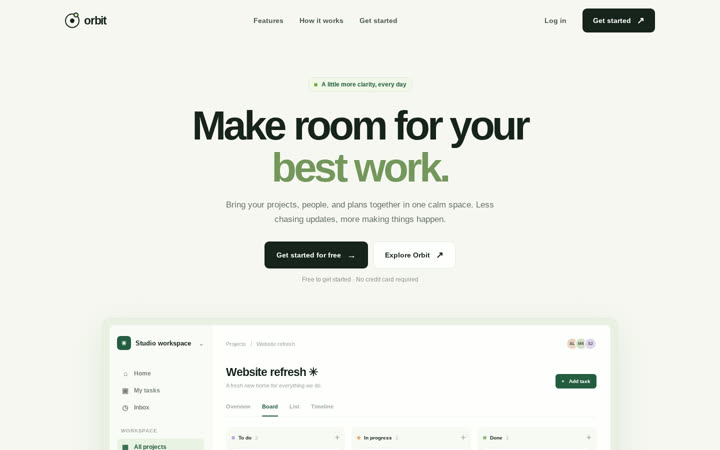 orbit
Features How it works Get started
Log in
Get started ↗
A little more clarity, every day
Make room for your
best work.
Bring your projects, people, and plans together in one calm space. Less
chasing updates, more making things happen.
Get started for free →
Explore Orbit ↗
Free to get started · No credit card required
Studio workspace
Home
My tasks
Inbox
WORKSPACE
All projects
Projects / Website refresh
Website refresh ✳
A fresh new home for everything we do.
+ Add task
Overview Board List Timeline
To do
In progress
Done